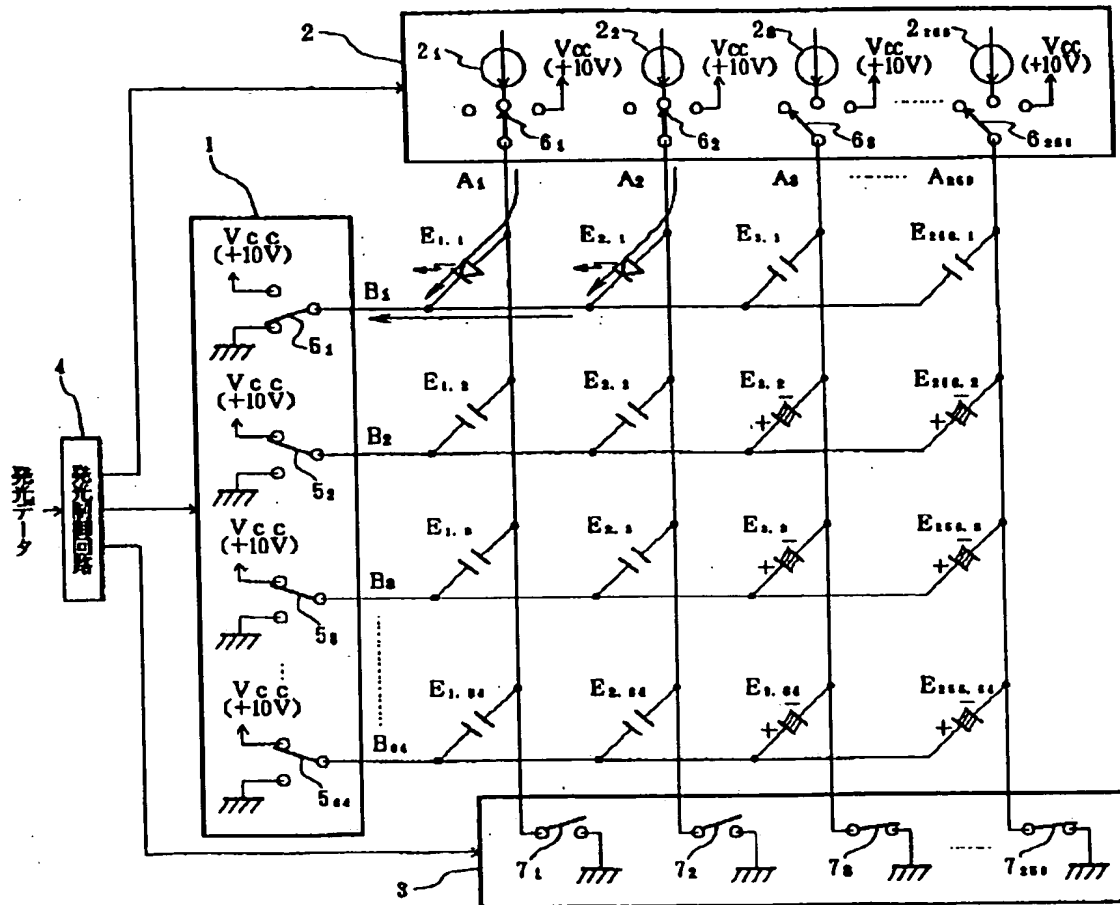 2
2₁ 2₂ 2₃ 2₂₅₆
Vcc Vcc Vcc Vcc
(+10V) (+10V) (+10V) (+10V)
6₁ 6₂ 6₃ 6₂₅₆
1
A₁ A₂ A₃ A₂₅₆
Vcc
(+10V)
E₁.₁ E₂.₁ E₃.₁ E₂₅₆.₁
B₁
5₁
4
Vcc
(+10V)
E₁.₂ E₂.₂ E₃.₂ E₂₅₆.₂
+ − + −
B₂
5₂
発光データ
発光制御回路
Vcc
(+10V)
E₁.₃ E₂.₃ E₃.₃ E₂₅₆.₃
+ − + −
B₃
5₃
Vcc
(+10V)
E₁.₆₄ E₂.₆₄ E₃.₆₄ E₂₅₆.₆₄
+ − + −
B₆₄
5₆₄
7₁ 7₂ 7₃ 7₂₅₆
3